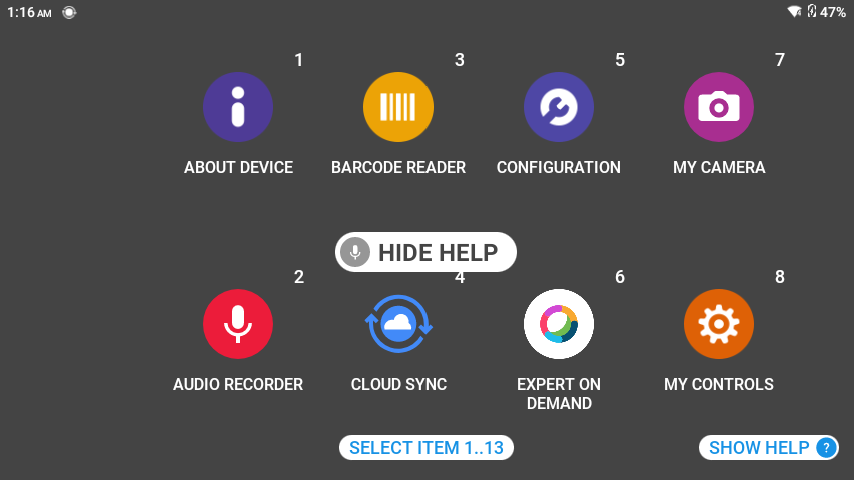 1:16 AM
47%
1
3
5
7
ABOUT DEVICE
BARCODE READER
CONFIGURATION
MY CAMERA
HIDE HELP
2
4
6
8
AUDIO RECORDER
CLOUD SYNC
EXPERT ON
DEMAND
MY CONTROLS
SELECT ITEM 1..13
SHOW HELP ?